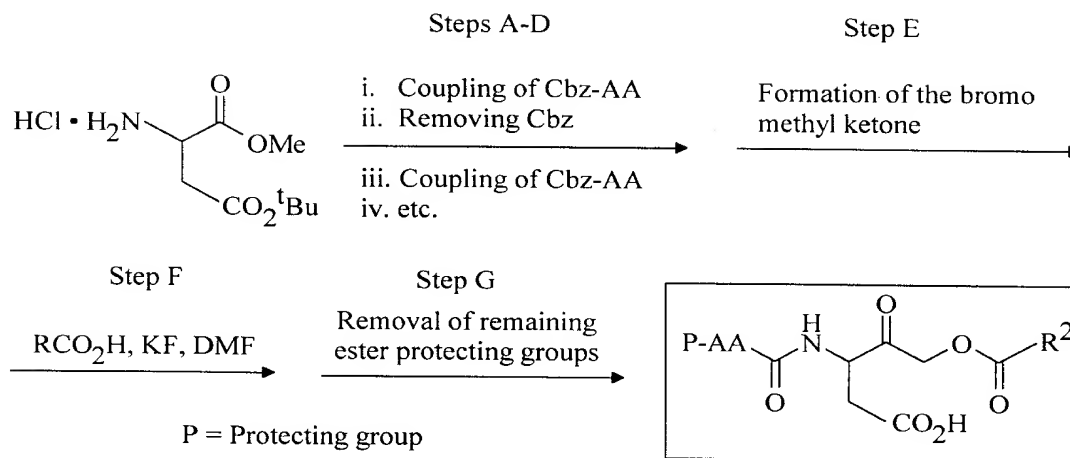 Steps A-D
Step E
i. Coupling of Cbz-AA
ii. Removing Cbz
iii. Coupling of Cbz-AA
iv. etc.
Formation of the bromo
methyl ketone
HCl • H2N
O
OMe
CO2tBu
Step F
Step G
RCO2H, KF, DMF
Removal of remaining
ester protecting groups
P-AA
O
H
N
O
O
R2
O
CO2H
P = Protecting group